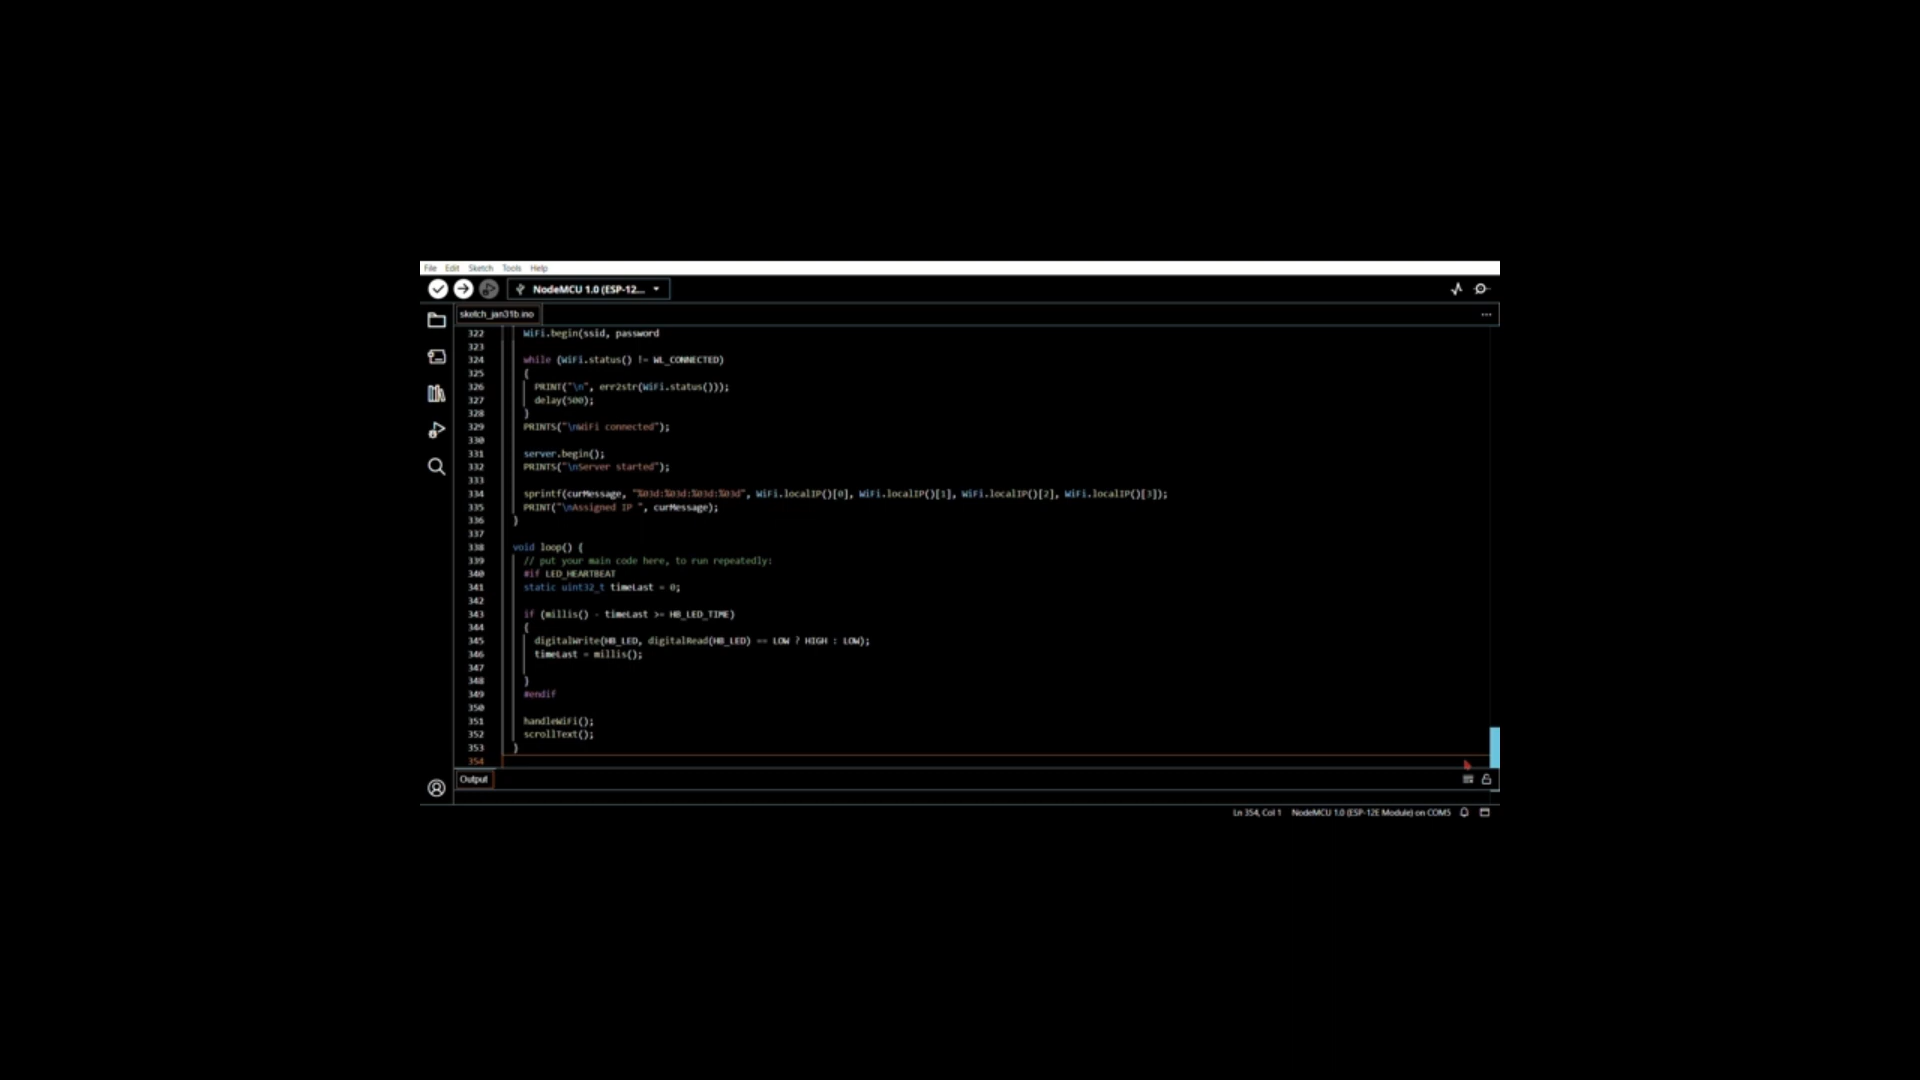 File Edit Sketch Tools Help
NodeMCU 1.0 (ESP-12...
sketch_jan31b.ino
322 WiFi.begin(ssid, password
323
324 while (WiFi.status() != WL_CONNECTED)
325 {
326 PRINT("\n", err2str(WiFi.status()));
327 delay(500);
328 }
329 PRINTS("\nWiFi connected");
330
331 server.begin();
332 PRINTS("\nServer started");
333
334 sprintf(curMessage, "%03d:%03d:%03d:%03d", WiFi.localIP()[0], WiFi.localIP()[1], WiFi.localIP()[2], WiFi.localIP()[3]);
335 PRINT("\nAssigned IP ", curMessage);
336 }
337
338 void loop() {
339 // put your main code here, to run repeatedly:
340 #if LED_HEARTBEAT
341 static uint32_t timeLast = 0;
342
343 if (millis() - timeLast >= HB_LED_TIME)
344 {
345 digitalWrite(HB_LED, digitalRead(HB_LED) == LOW ? HIGH : LOW);
346 timeLast = millis();
347
348 }
349 #endif
350
351 handleWiFi();
352 scrollText();
353 }
354
Output
Ln 354, Col 1 NodeMCU 1.0 (ESP-12E Module) on COM5